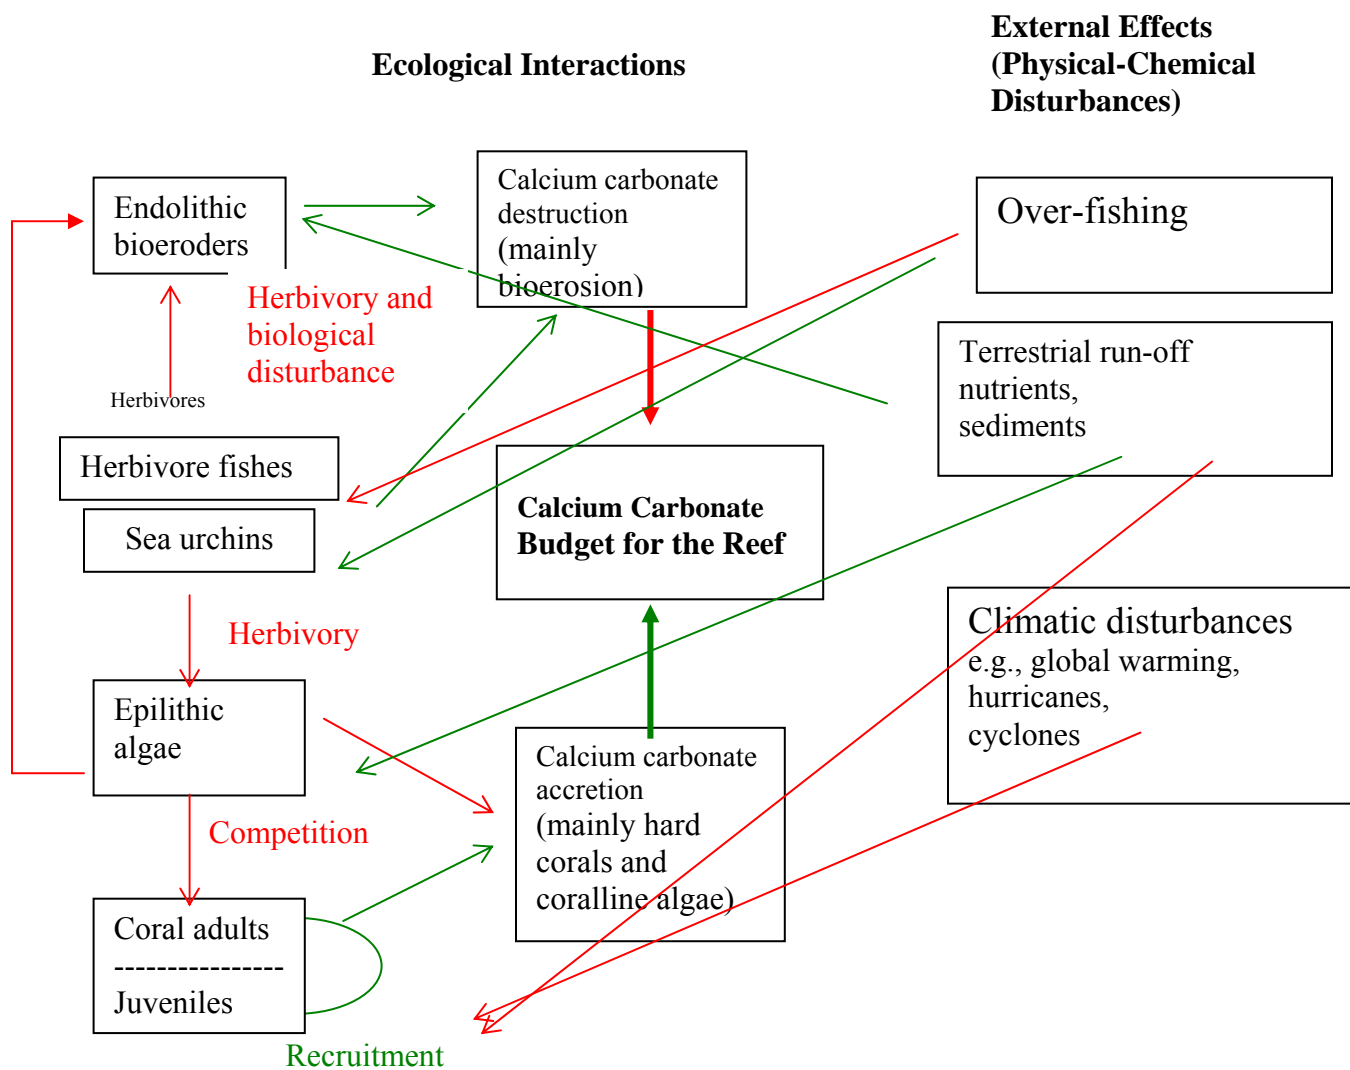 Ecological Interactions
External Effects
(Physical-Chemical
Disturbances)
Endolithic
bioeroders
Calcium carbonate
destruction
(mainly
bioerosion)
Over-fishing
Herbivory and
biological
disturbance
Terrestrial run-off
nutrients,
sediments
Herbivores
Herbivore fishes
Sea urchins
Calcium Carbonate
Budget for the Reef
Herbivory
Climatic disturbances
e.g., global warming,
hurricanes,
cyclones
Epilithic
algae
Calcium carbonate
accretion
(mainly hard
corals and
coralline algae)
Competition
Coral adults
----------------
Juveniles
Recruitment